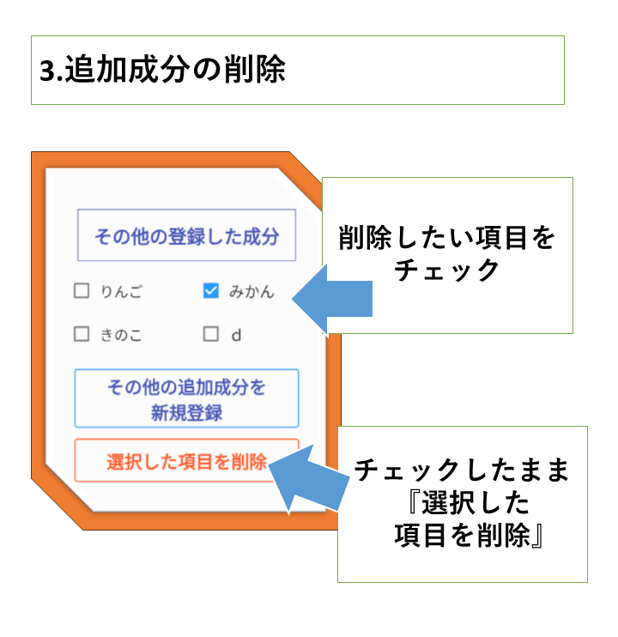 3.追加成分の削除
その他の登録した成分
りんご
みかん
きのこ
d
その他の追加成分を
新規登録
選択した項目を削除
削除したい項目を
チェック
チェックしたまま
『選択した
項目を削除』